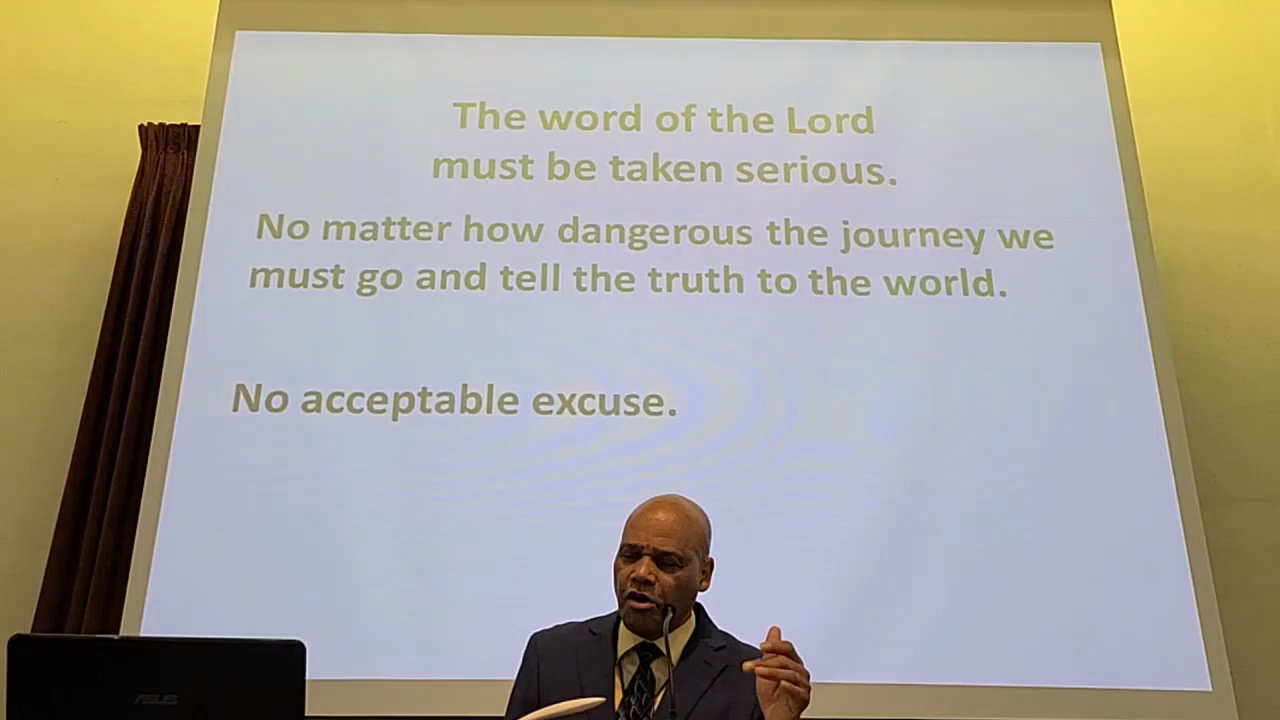 The word of the Lord
must be taken serious.
No matter how dangerous the journey we
must go and tell the truth to the world.
No acceptable excuse.
ASUS